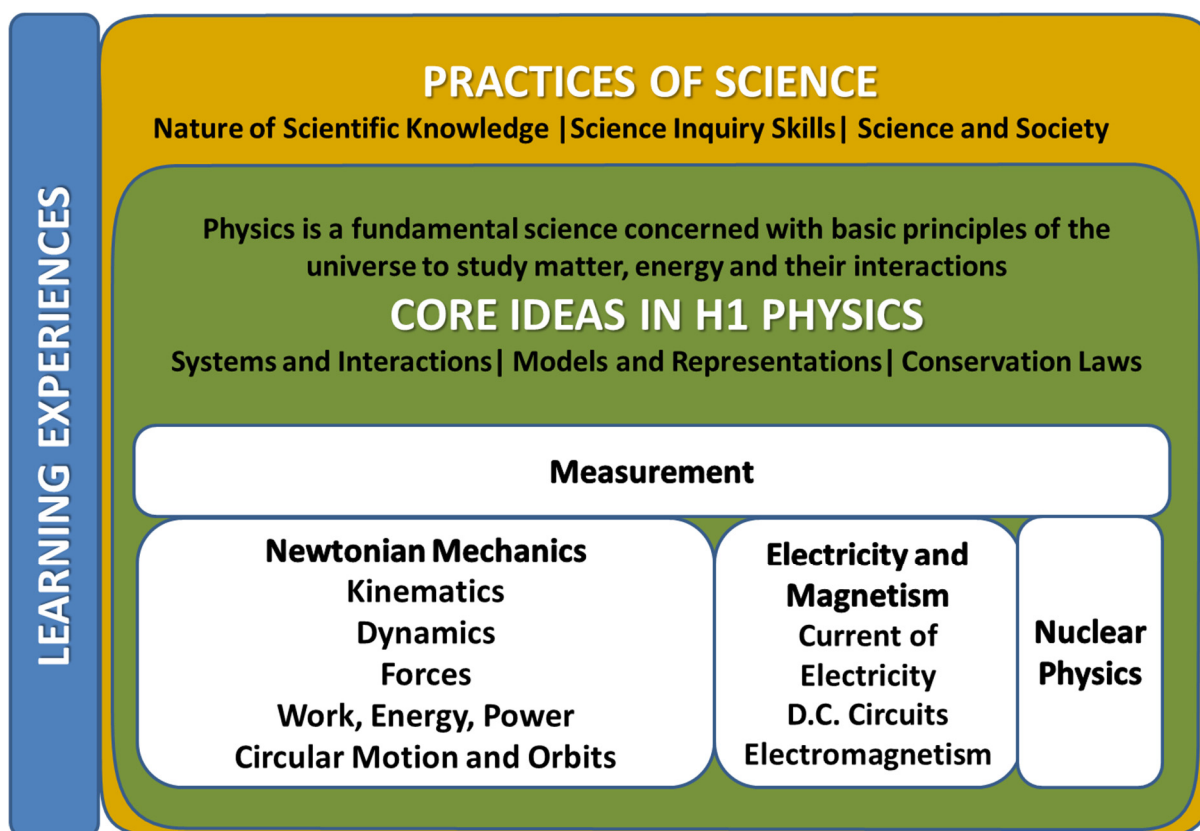 LEARNING EXPERIENCES
PRACTICES OF SCIENCE
Nature of Scientific Knowledge |Science Inquiry Skills| Science and Society
Physics is a fundamental science concerned with basic principles of the
universe to study matter, energy and their interactions
CORE IDEAS IN H1 PHYSICS
Systems and Interactions| Models and Representations| Conservation Laws
Measurement
Newtonian Mechanics
Kinematics
Dynamics
Forces
Work, Energy, Power
Circular Motion and Orbits
Electricity and
Magnetism
Current of
Electricity
D.C. Circuits
Electromagnetism
Nuclear
Physics